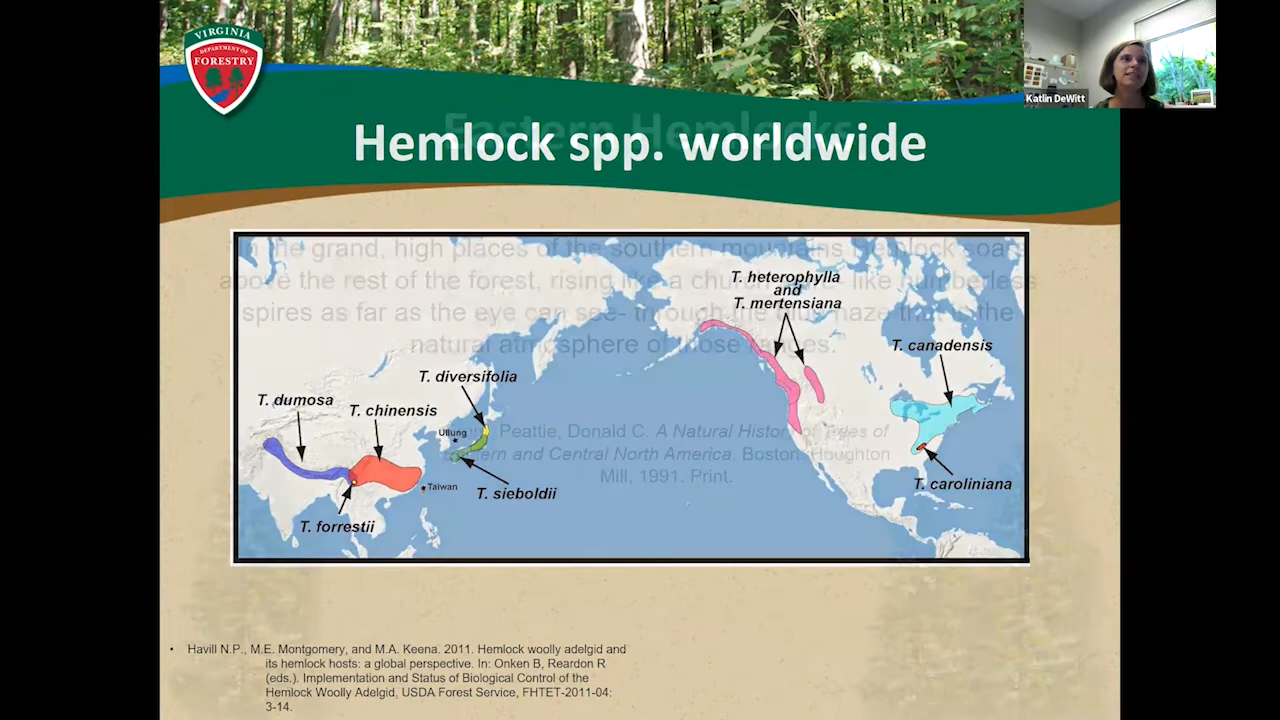 VIRGINIA
DEPARTMENT OF
FORESTRY
Katlin DeWitt
Eastern Hemlocks
Hemlock spp. worldwide
the grand, high places of the southern mountains
above the rest of the forest, rising like a church like numberless
spires as far as the eye can see- through the blue haze that is the
natural atmosphere of those ranges.
T. heterophylla
and
T. mertensiana
T. canadensis
T. diversifolia
T. dumosa
T. chinensis
Ullung
Peattie, Donald C. A Natural History of Trees of
Eastern and Central North America. Boston: Houghton
Mill, 1991. Print.
Taiwan
T. sieboldii
T. caroliniana
T. forrestii
• Havill N.P., M.E. Montgomery, and M.A. Keena. 2011. Hemlock woolly adelgid and
its hemlock hosts: a global perspective. In: Onken B, Reardon R
(eds.). Implementation and Status of Biological Control of the
Hemlock Woolly Adelgid, USDA Forest Service, FHTET-2011-04:
3-14.